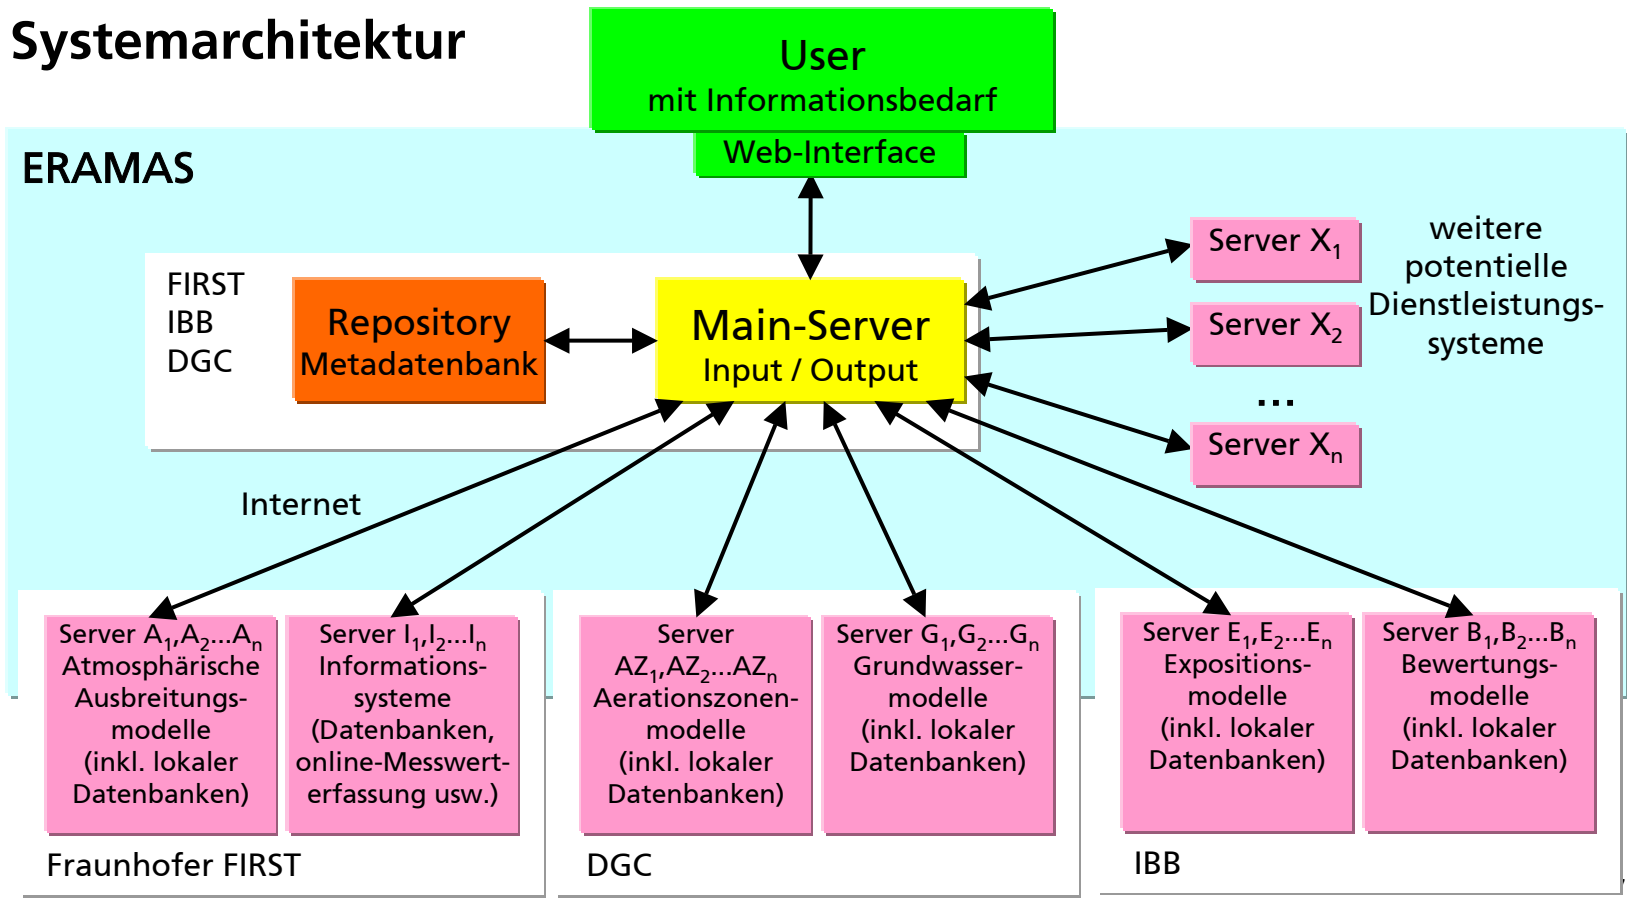 Systemarchitektur
User
mit Informationsbedarf
Web-Interface
ERAMAS
FIRST
IBB
DGC
Repository
Metadatenbank
Main-Server
Input / Output
Server X1
Server X2
...
Server Xn
weitere
potentielle
Dienstleistungs-
systeme
Internet
Server A1,A2...An
Atmosphärische
Ausbreitungs-
modelle
(inkl. lokaler
Datenbanken)
Server I1,I2...In
Informations-
systeme
(Datenbanken,
online-Messwert-
erfassung usw.)
Fraunhofer FIRST
Server
AZ1,AZ2...AZn
Aerationszonen-
modelle
(inkl. lokaler
Datenbanken)
Server G1,G2...Gn
Grundwasser-
modelle
(inkl. lokaler
Datenbanken)
DGC
Server E1,E2...En
Expositions-
modelle
(inkl. lokaler
Datenbanken)
Server B1,B2...Bn
Bewertungs-
modelle
(inkl. lokaler
Datenbanken)
IBB